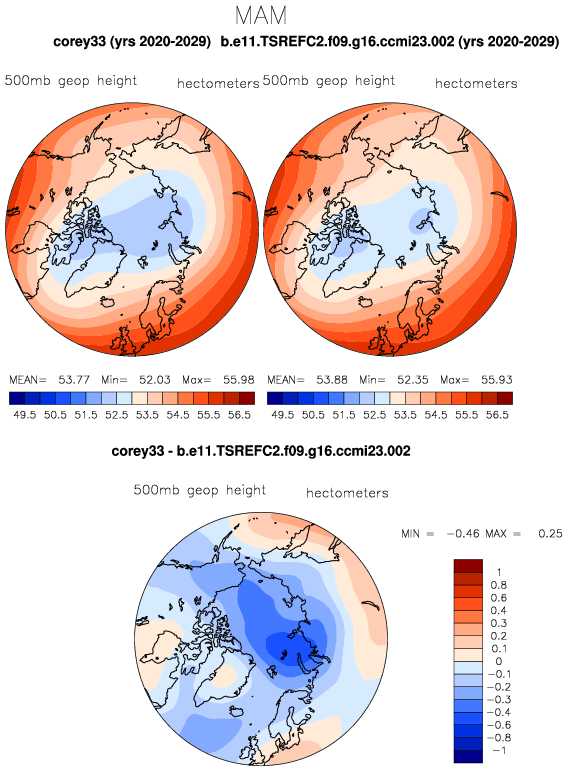 MAM
corey33 (yrs 2020-2029) b.e11.TSREFC2.f09.g16.ccmi23.002 (yrs 2020-2029)
500mb geop height hectometers 500mb geop height hectometers
MEAN= 53.77 Min= 52.03 Max= 55.98 MEAN= 53.88 Min= 52.35 Max= 55.93
49.5 50.5 51.5 52.5 53.5 54.5 55.5 56.5 49.5 50.5 51.5 52.5 53.5 54.5 55.5 56.5
corey33 - b.e11.TSREFC2.f09.g16.ccmi23.002
500mb geop height hectometers
MIN = -0.46 MAX = 0.25
1
0.8
0.6
0.4
0.3
0.2
0.1
0
-0.1
-0.2
-0.3
-0.4
-0.6
-0.8
-1